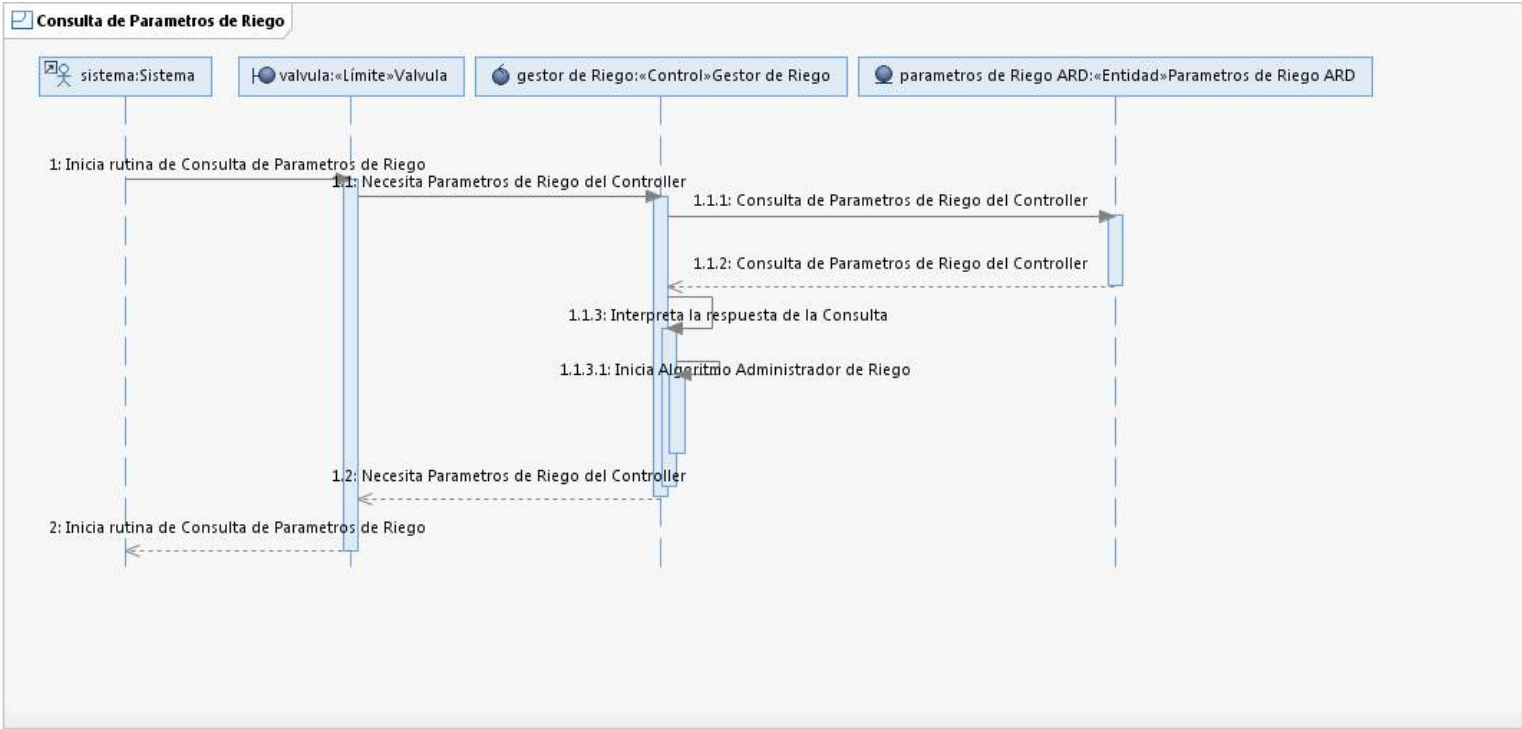 Consulta de Parametros de Riego
sistema:Sistema
valvula:«Límite»Valvula
gestor de Riego:«Control»Gestor de Riego
parametros de Riego ARD:«Entidad»Parametros de Riego ARD
1: Inicia rutina de Consulta de Parametros de Riego
1.1: Necesita Parametros de Riego del Controller
1.1.1: Consulta de Parametros de Riego del Controller
1.1.2: Consulta de Parametros de Riego del Controller
1.1.3: Interpreta la respuesta de la Consulta
1.1.3.1: Inicia Algoritmo Administrador de Riego
1.2: Necesita Parametros de Riego del Controller
2: Inicia rutina de Consulta de Parametros de Riego